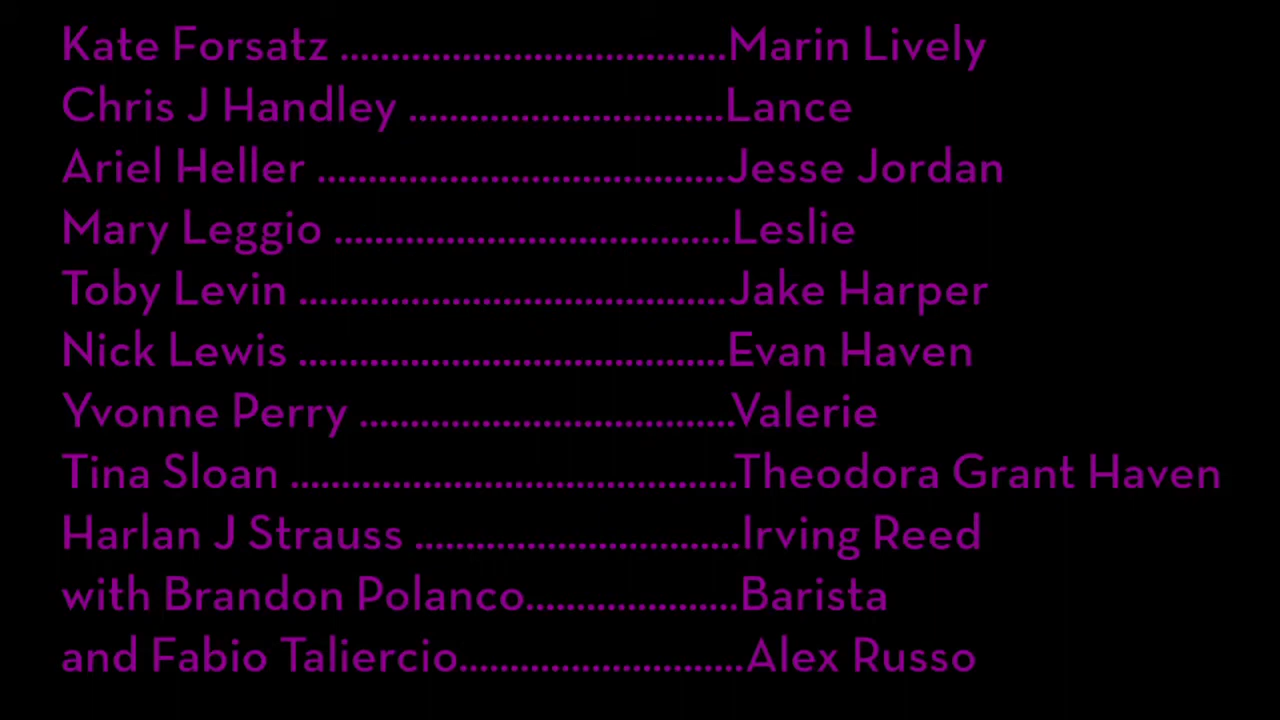 Kate Forsatz ......................................Marin Lively
Chris J Handley ...............................Lance
Ariel Heller ........................................Jesse Jordan
Mary Leggio .......................................Leslie
Toby Levin ..........................................Jake Harper
Nick Lewis ..........................................Evan Haven
Yvonne Perry .....................................Valerie
Tina Sloan ............................................Theodora Grant Haven
Harlan J Strauss ................................Irving Reed
with Brandon Polanco.....................Barista
and Fabio Taliercio............................Alex Russo